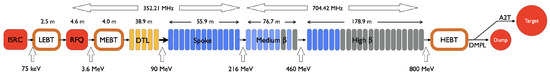 352.21 MHz
704.42 MHz
2.5 m
4.6 m
4.0 m
38.9 m
55.9 m
76.7 m
178.9 m
ISRC
LEBT
RFQ
MEBT
DTL
Spoke
Medium β
High β
HEBT
A2T
DMPL
Target
Dump
75 keV
3.6 MeV
90 MeV
216 MeV
460 MeV
800 MeV